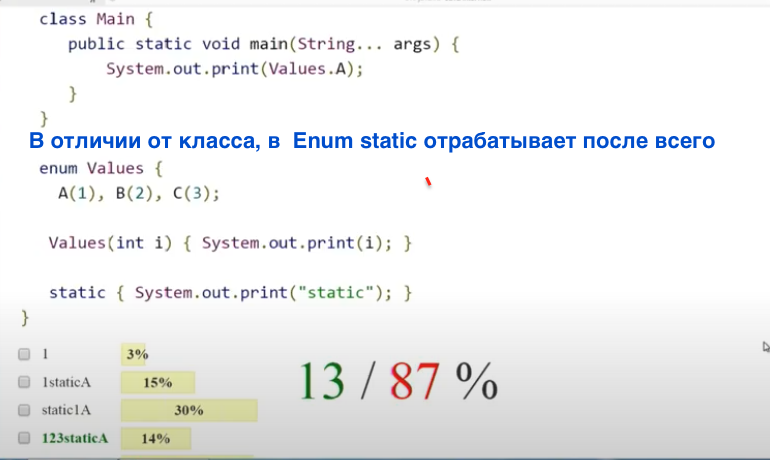 class Main {
public static void main(String... args) {
System.out.print(Values.A);
}
}
В отличии от класса, в Enum static отрабатывает после всего
enum Values {
A(1), B(2), C(3);
Values(int i) { System.out.print(i); }
static { System.out.print("static"); }
}
1 3%
1staticA 15%
static1A 30%
123staticA 14%
13 / 87 %